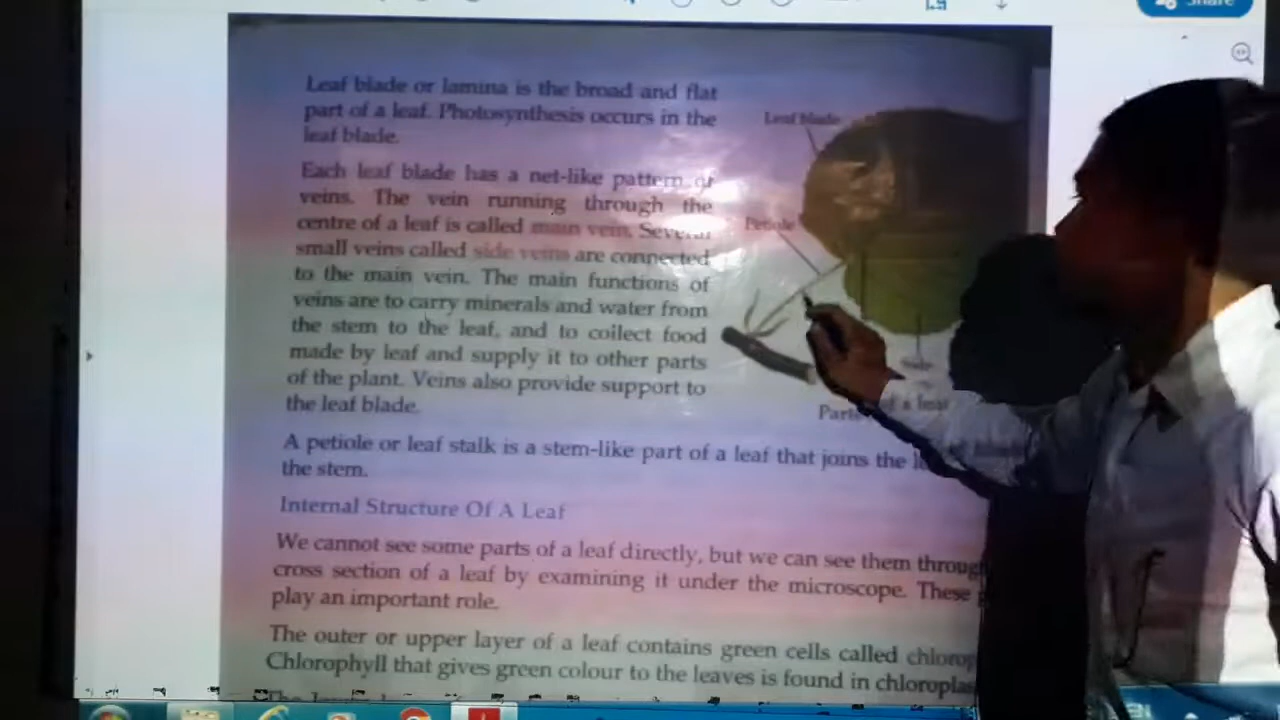 Share
Leaf blade or lamina is the broad and flat
part of a leaf. Photosynthesis occurs in the
leaf blade.
Each leaf blade has a net-like pattern of
veins. The vein running through the
centre of a leaf is called main vein. Several
small veins called side veins are connected
to the main vein. The main functions of
veins are to carry minerals and water from
the stem to the leaf, and to collect food
made by leaf and supply it to other parts
of the plant. Veins also provide support to
the leaf blade.
Leaf blade
Petiole
Parts of a leaf
A petiole or leaf stalk is a stem-like part of a leaf that joins the
the stem.
Internal Structure Of A Leaf
We cannot see some parts of a leaf directly, but we can see them through
cross section of a leaf by examining it under the microscope. These
play an important role.
The outer or upper layer of a leaf contains green cells called
Chlorophyll that gives green colour to the leaves is found in